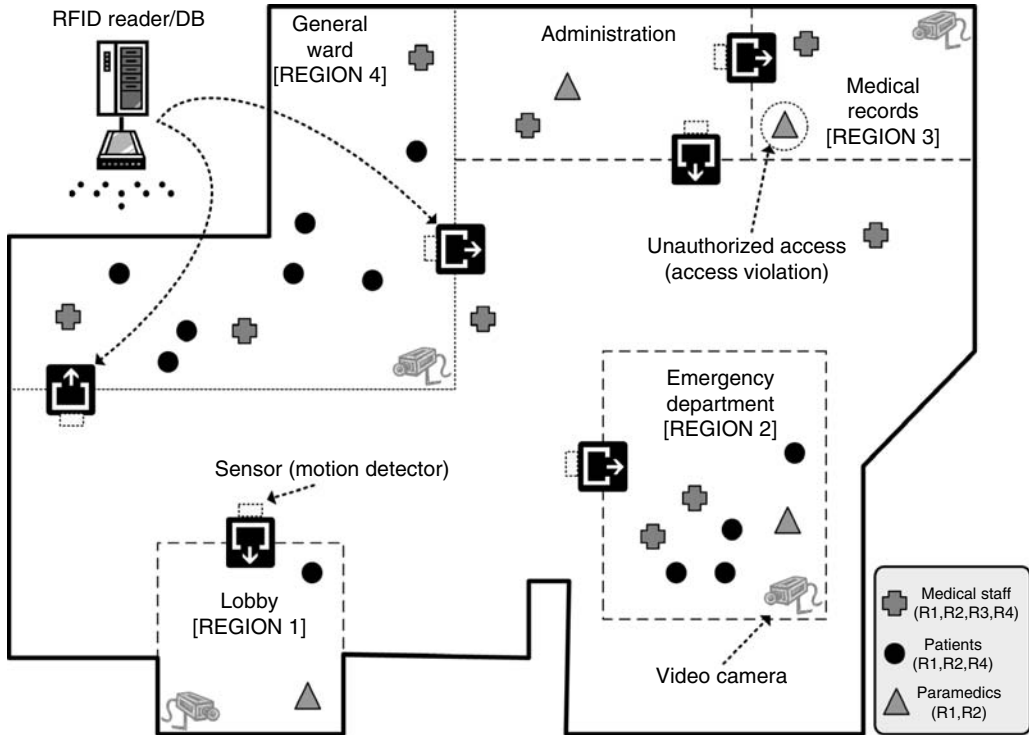 RFID reader/DB
General
ward
[REGION 4]
Administration
Medical
records
[REGION 3]
Unauthorized access
(access violation)
Emergency
department
[REGION 2]
Sensor (motion detector)
Lobby
[REGION 1]
Video camera
Medical staff
(R1,R2,R3,R4)
Patients
(R1,R2,R4)
Paramedics
(R1,R2)